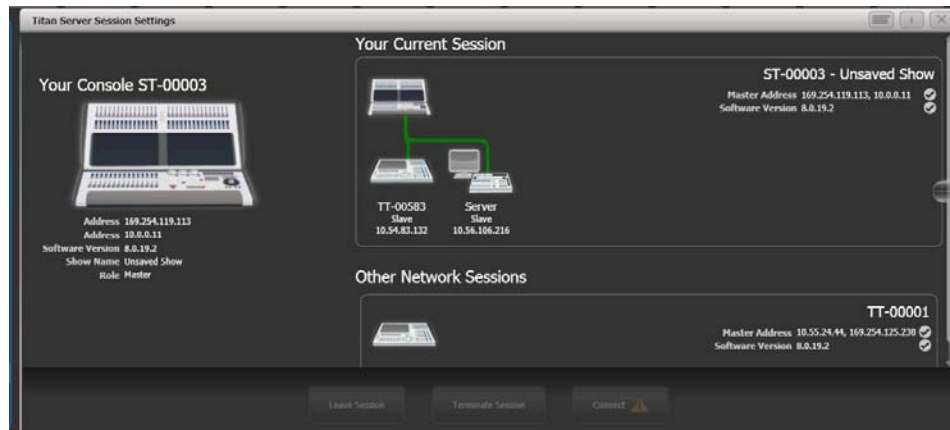 Titan Server Session Settings
Your Console ST-00003
Address 169.254.119.113
Address 10.0.0.11
Software Version 8.0.19.2
Show Name Unsaved Show
Role Master
Your Current Session
ST-00003 - Unsaved Show
Master Address 169.254.119.113, 10.0.0.11
Software Version 8.0.19.2
TT-00583
Slave
10.54.83.132
Server
Slave
10.56.106.216
Other Network Sessions
TT-00001
Master Address 10.55.24.44, 169.254.125.238
Software Version 8.0.19.2
Leave Session
Terminate Session
Connect